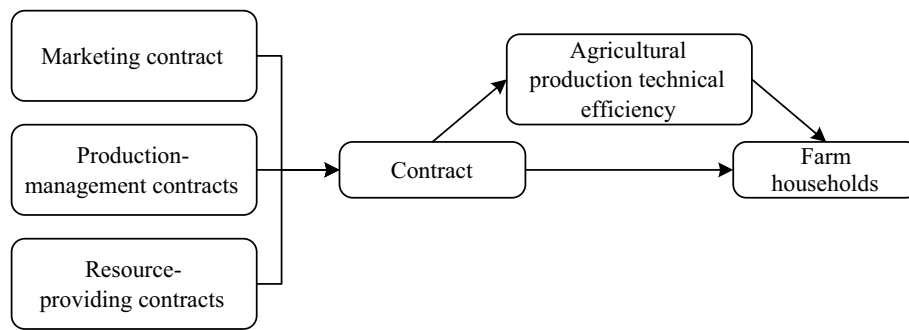 Marketing contract
Production-
management contracts
Resource-
providing contracts
Contract
Agricultural
production technical
efficiency
Farm
households